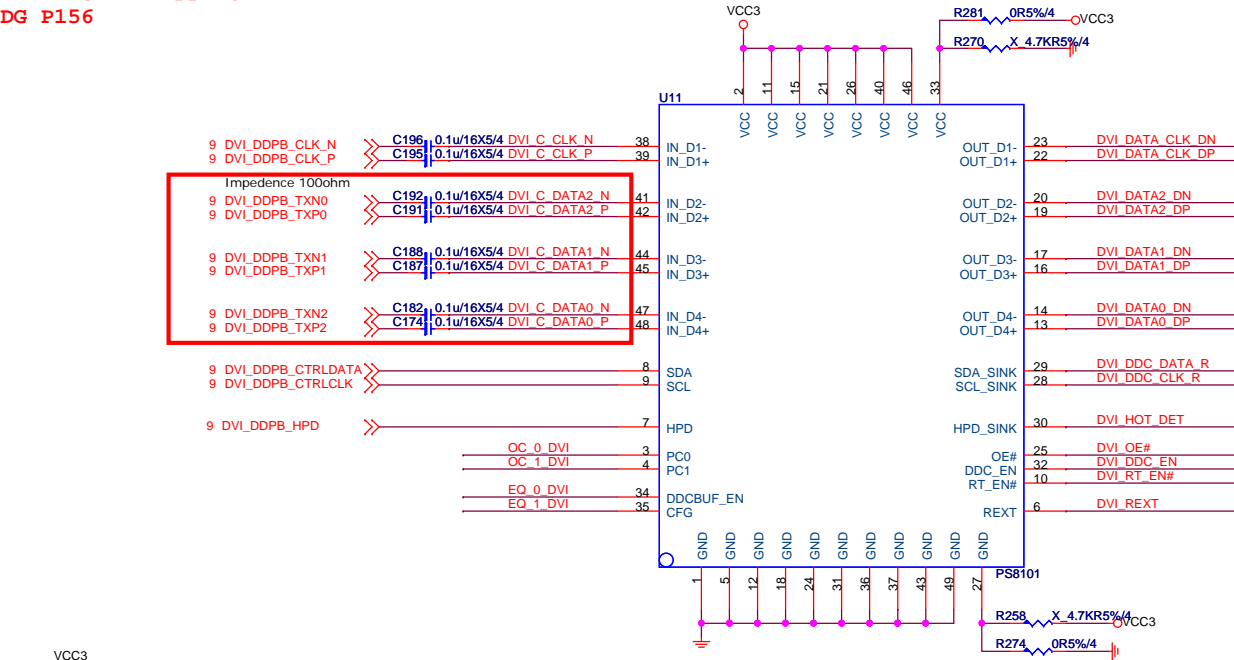 DG P156
VCC3
R281 0R5%/4 VCC3
R270 X_4.7KR5%/4
2 11 15 21 26 40 46 33
U11
VCC VCC VCC VCC VCC VCC VCC VCC
9 DVI_DDPB_CLK_N C196 0.1u/16X5/4 DVI_C_CLK_N 38 IN_D1- OUT_D1- 23 DVI_DATA_CLK_DN
9 DVI_DDPB_CLK_P C195 0.1u/16X5/4 DVI_C_CLK_P 39 IN_D1+ OUT_D1+ 22 DVI_DATA_CLK_DP
Impedence 100ohm
9 DVI_DDPB_TXN0 C192 0.1u/16X5/4 DVI_C_DATA2_N 41 IN_D2- OUT_D2- 20 DVI_DATA2_DN
9 DVI_DDPB_TXP0 C191 0.1u/16X5/4 DVI_C_DATA2_P 42 IN_D2+ OUT_D2+ 19 DVI_DATA2_DP
9 DVI_DDPB_TXN1 C188 0.1u/16X5/4 DVI_C_DATA1_N 44 IN_D3- OUT_D3- 17 DVI_DATA1_DN
9 DVI_DDPB_TXP1 C187 0.1u/16X5/4 DVI_C_DATA1_P 45 IN_D3+ OUT_D3+ 16 DVI_DATA1_DP
9 DVI_DDPB_TXN2 C182 0.1u/16X5/4 DVI_C_DATA0_N 47 IN_D4- OUT_D4- 14 DVI_DATA0_DN
9 DVI_DDPB_TXP2 C174 0.1u/16X5/4 DVI_C_DATA0_P 48 IN_D4+ OUT_D4+ 13 DVI_DATA0_DP
9 DVI_DDPB_CTRLDATA 8 SDA SDA_SINK 29 DVI_DDC_DATA_R
9 DVI_DDPB_CTRLCLK 9 SCL SCL_SINK 28 DVI_DDC_CLK_R
9 DVI_DDPB_HPD 7 HPD HPD_SINK 30 DVI_HOT_DET
OC_0_DVI 3 PC0 OE# 25 DVI_OE#
OC_1_DVI 4 PC1 DDC_EN 32 DVI_DDC_EN
RT_EN# 10 DVI_RT_EN#
EQ_0_DVI 34 DDCBUF_EN
EQ_1_DVI 35 CFG REXT 6 DVI_REXT
GND GND GND GND GND GND GND GND GND GND GND
PS8101
1 5 12 18 24 31 36 37 43 49 27
R258 X_4.7KR5%/4 VCC3
R274 0R5%/4
VCC3